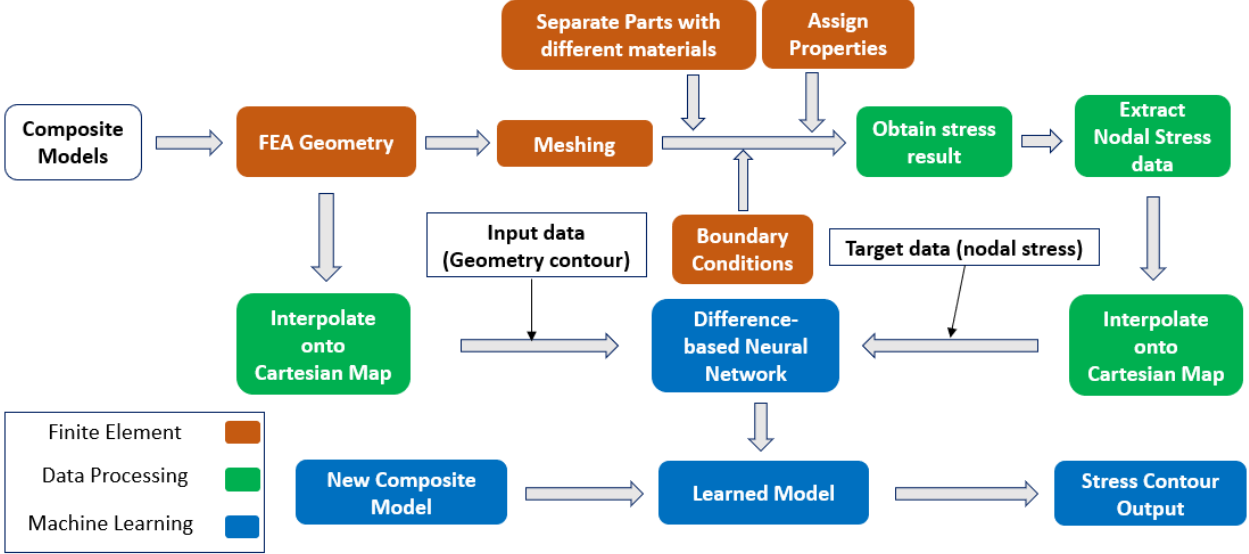 Separate Parts with
different materials
Assign
Properties
Composite
Models
FEA Geometry
Meshing
Obtain stress
result
Extract
Nodal Stress
data
Input data
(Geometry contour)
Boundary
Conditions
Target data (nodal stress)
Interpolate
onto
Cartesian Map
Difference-
based Neural
Network
Interpolate
onto
Cartesian Map
Finite Element
Data Processing
Machine Learning
New Composite
Model
Learned Model
Stress Contour
Output